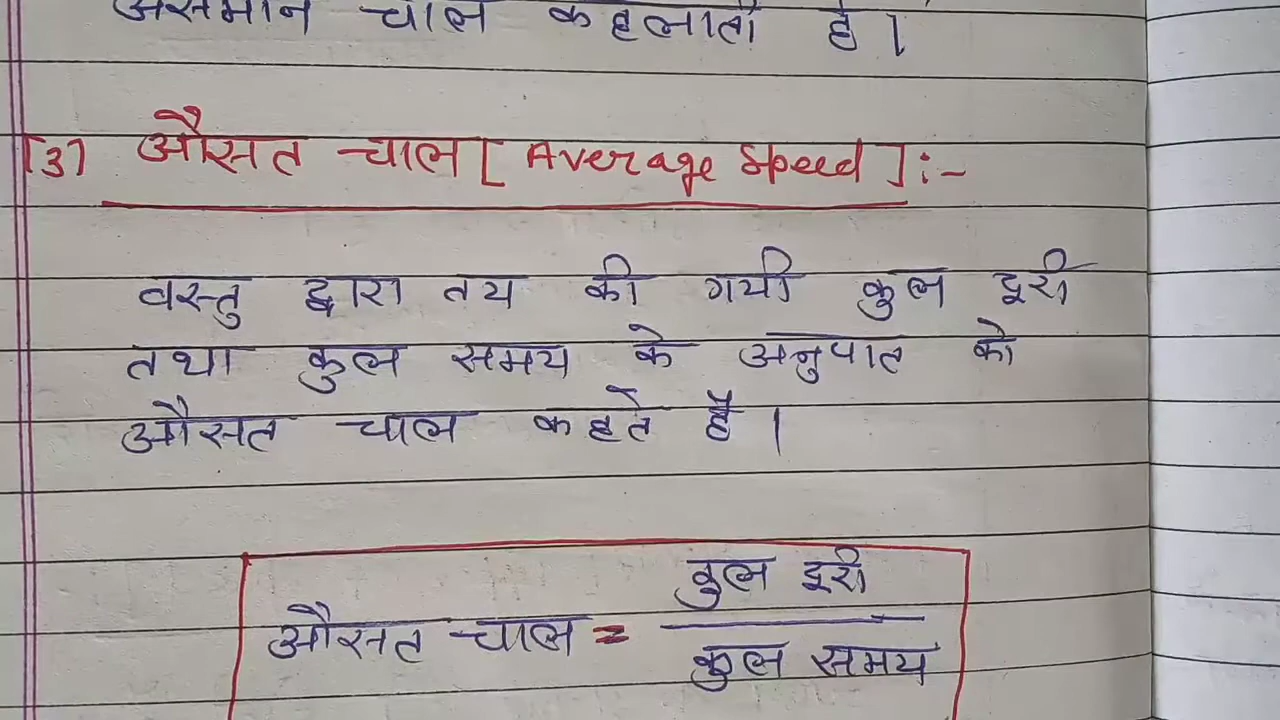 असमान चाल कहलाती है।
(3) औसत चाल [Average Speed]:-
वस्तु द्वारा तय की गयी कुल दूरी
तथा कुल समय के अनुपात को
औसत चाल कहते हैं।
कुल दूरी
औसत चाल =
कुल समय